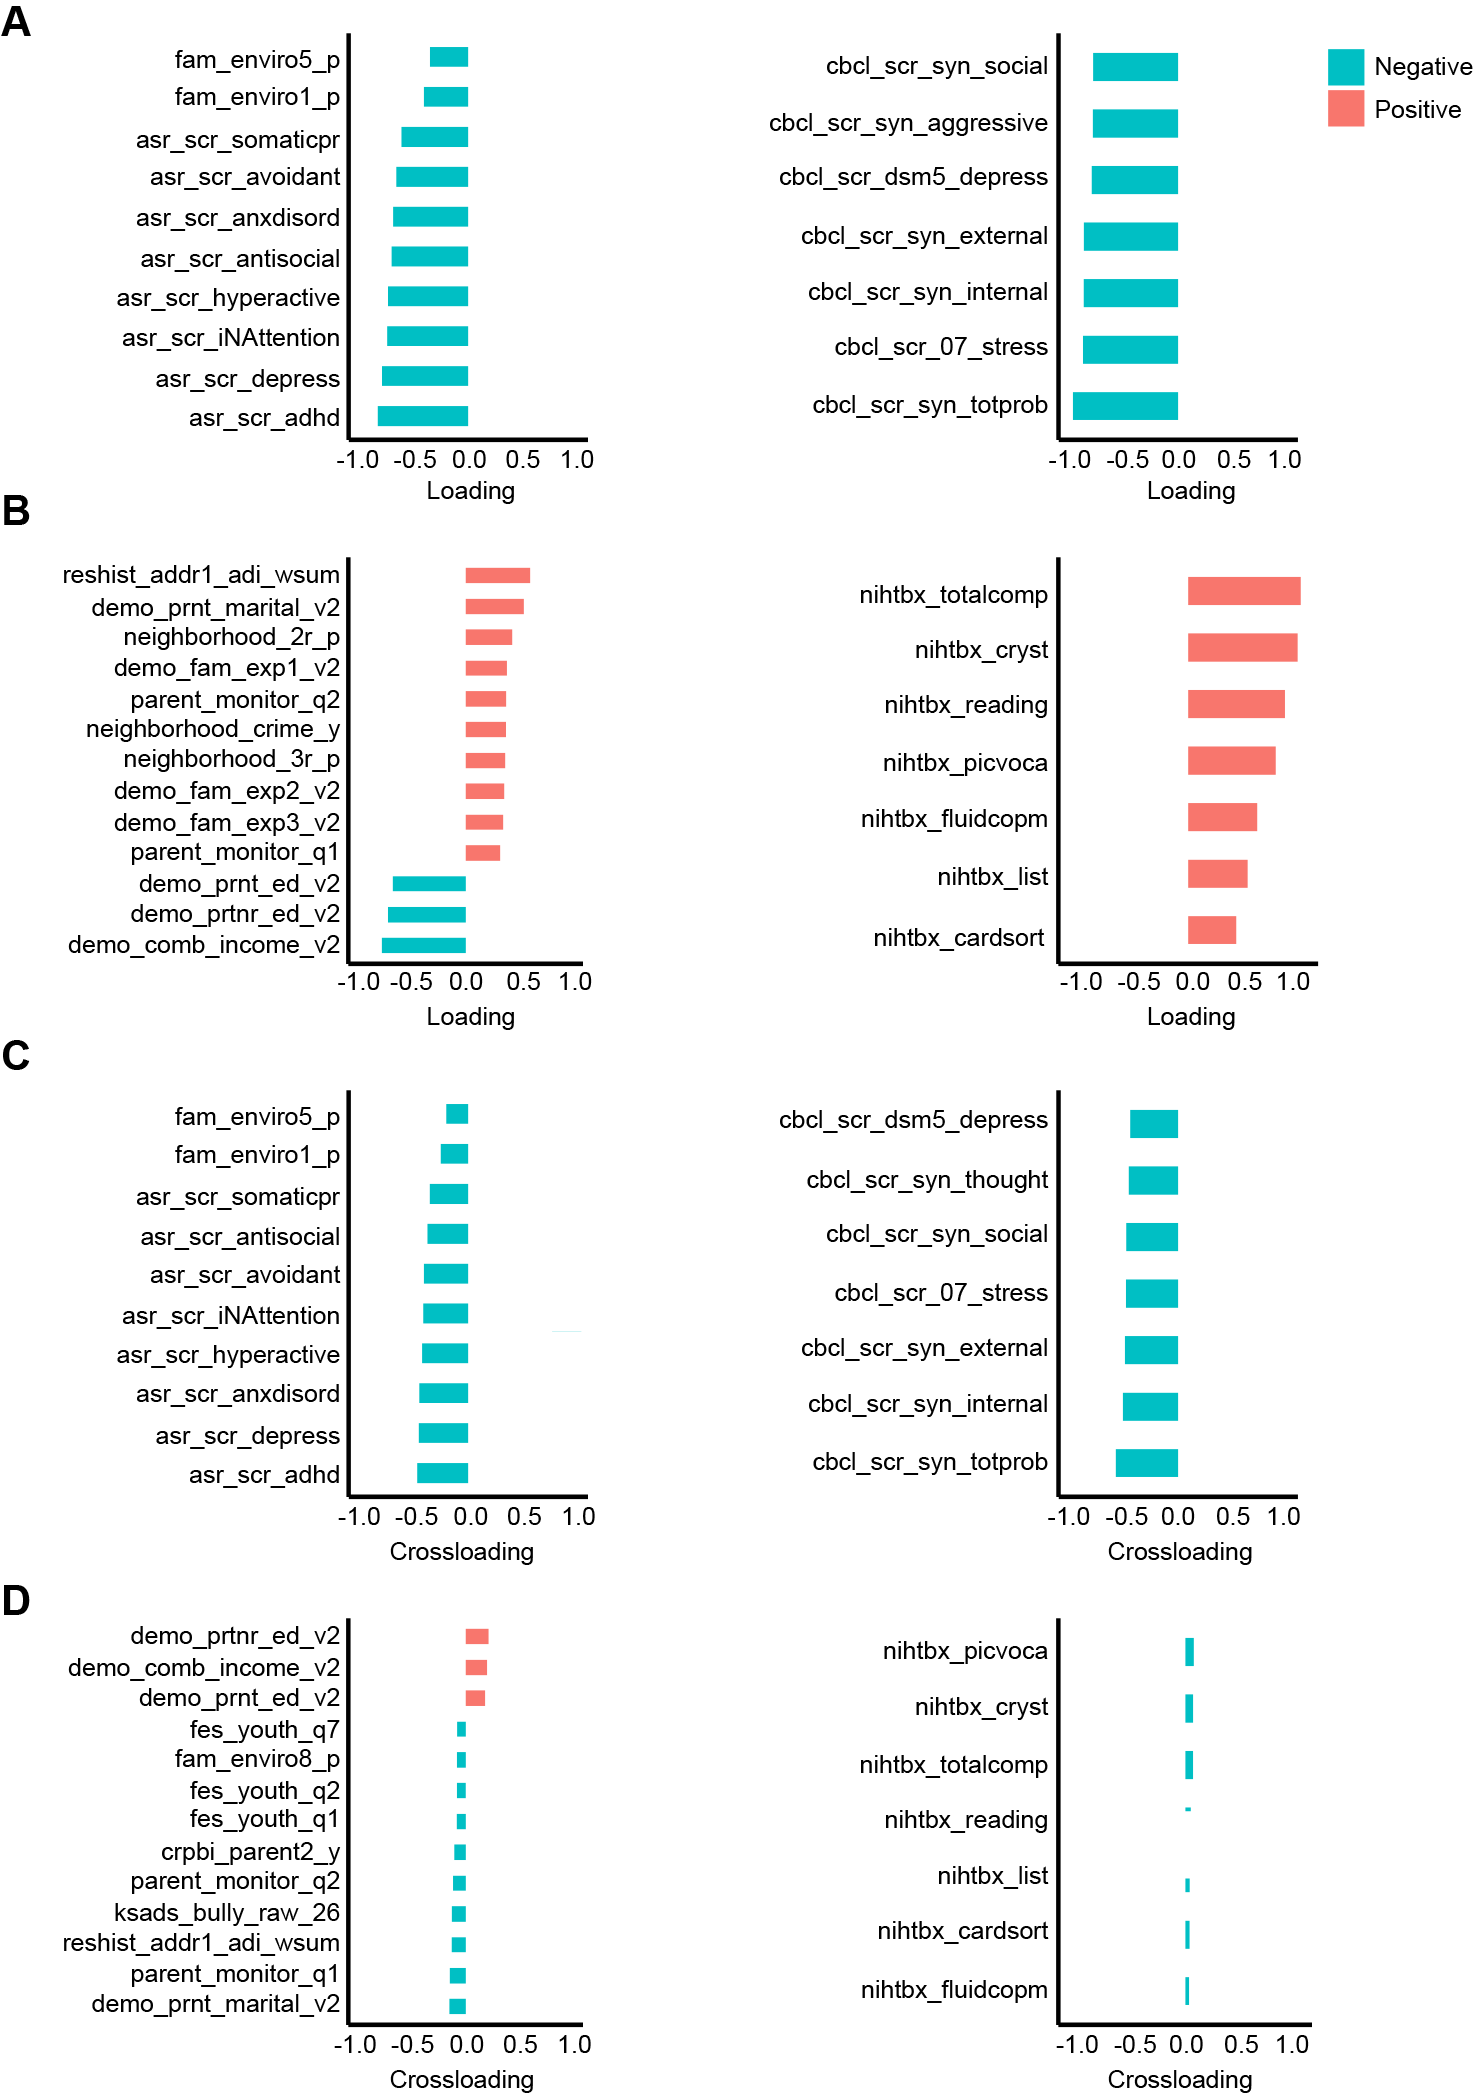 A
fam_enviro5_p
fam_enviro1_p
asr_scr_somaticpr
asr_scr_avoidant
asr_scr_anxdisord
asr_scr_antisocial
asr_scr_hyperactive
asr_scr_iNAttention
asr_scr_depress
asr_scr_adhd
-1.0 -0.5 0.0 0.5 1.0
Loading
cbcl_scr_syn_social
cbcl_scr_syn_aggressive
cbcl_scr_dsm5_depress
cbcl_scr_syn_external
cbcl_scr_syn_internal
cbcl_scr_07_stress
cbcl_scr_syn_totprob
-1.0 -0.5 0.0 0.5 1.0
Loading
Negative
Positive
B
reshist_addr1_adi_wsum
demo_prnt_marital_v2
neighborhood_2r_p
demo_fam_exp1_v2
parent_monitor_q2
neighborhood_crime_y
neighborhood_3r_p
demo_fam_exp2_v2
demo_fam_exp3_v2
parent_monitor_q1
demo_prnt_ed_v2
demo_prtnr_ed_v2
demo_comb_income_v2
-1.0 -0.5 0.0 0.5 1.0
Loading
nihtbx_totalcomp
nihtbx_cryst
nihtbx_reading
nihtbx_picvoca
nihtbx_fluidcopm
nihtbx_list
nihtbx_cardsort
-1.0 -0.5 0.0 0.5 1.0
Loading
C
fam_enviro5_p
fam_enviro1_p
asr_scr_somaticpr
asr_scr_antisocial
asr_scr_avoidant
asr_scr_iNAttention
asr_scr_hyperactive
asr_scr_anxdisord
asr_scr_depress
asr_scr_adhd
-1.0 -0.5 0.0 0.5 1.0
Crossloading
cbcl_scr_dsm5_depress
cbcl_scr_syn_thought
cbcl_scr_syn_social
cbcl_scr_07_stress
cbcl_scr_syn_external
cbcl_scr_syn_internal
cbcl_scr_syn_totprob
-1.0 -0.5 0.0 0.5 1.0
Crossloading
D
demo_prtnr_ed_v2
demo_comb_income_v2
demo_prnt_ed_v2
fes_youth_q7
fam_enviro8_p
fes_youth_q2
fes_youth_q1
crpbi_parent2_y
parent_monitor_q2
ksads_bully_raw_26
reshist_addr1_adi_wsum
parent_monitor_q1
demo_prnt_marital_v2
-1.0 -0.5 0.0 0.5 1.0
Crossloading
nihtbx_picvoca
nihtbx_cryst
nihtbx_totalcomp
nihtbx_reading
nihtbx_list
nihtbx_cardsort
nihtbx_fluidcopm
-1.0 -0.5 0.0 0.5 1.0
Crossloading